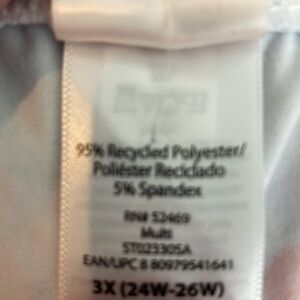 95% Recycled Polyester/
Poliéster Reciclado
5% Spandex
RN# 52469
Multi
ST023305A
EAN/UPC 8 80979541641
3X (24W-26W)